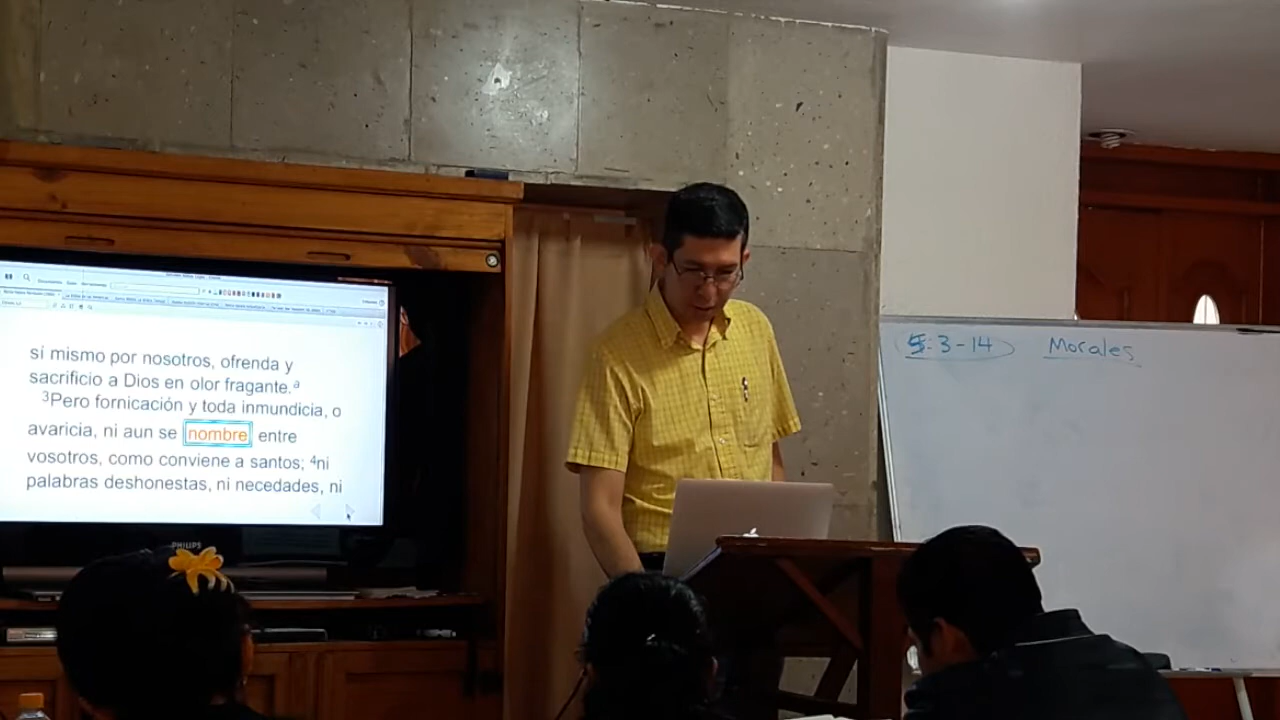 sí mismo por nosotros, ofrenda y
sacrificio a Dios en olor fragante.a
3Pero fornicación y toda inmundicia, o
avaricia, ni aun se nombre entre
vosotros, como conviene a santos; 4ni
palabras deshonestas, ni necedades, ni
PHILIPS
5:3-14 Morales